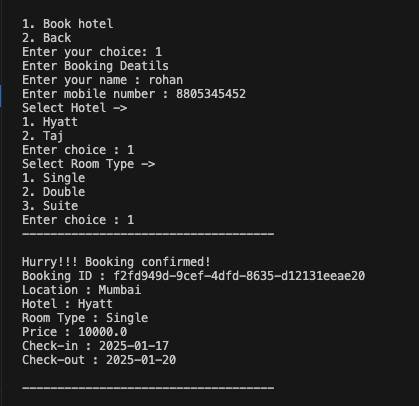 1. Book hotel
2. Back
Enter your choice: 1
Enter Booking Deatils
Enter your name : rohan
Enter mobile number : 8805345452
Select Hotel ->
1. Hyatt
2. Taj
Enter choice : 1
Select Room Type ->
1. Single
2. Double
3. Suite
Enter choice : 1
------------------------------------
Hurry!!! Booking confirmed!
Booking ID : f2fd949d-9cef-4dfd-8635-d12131eeae20
Location : Mumbai
Hotel : Hyatt
Room Type : Single
Price : 10000.0
Check-in : 2025-01-17
Check-out : 2025-01-20
------------------------------------